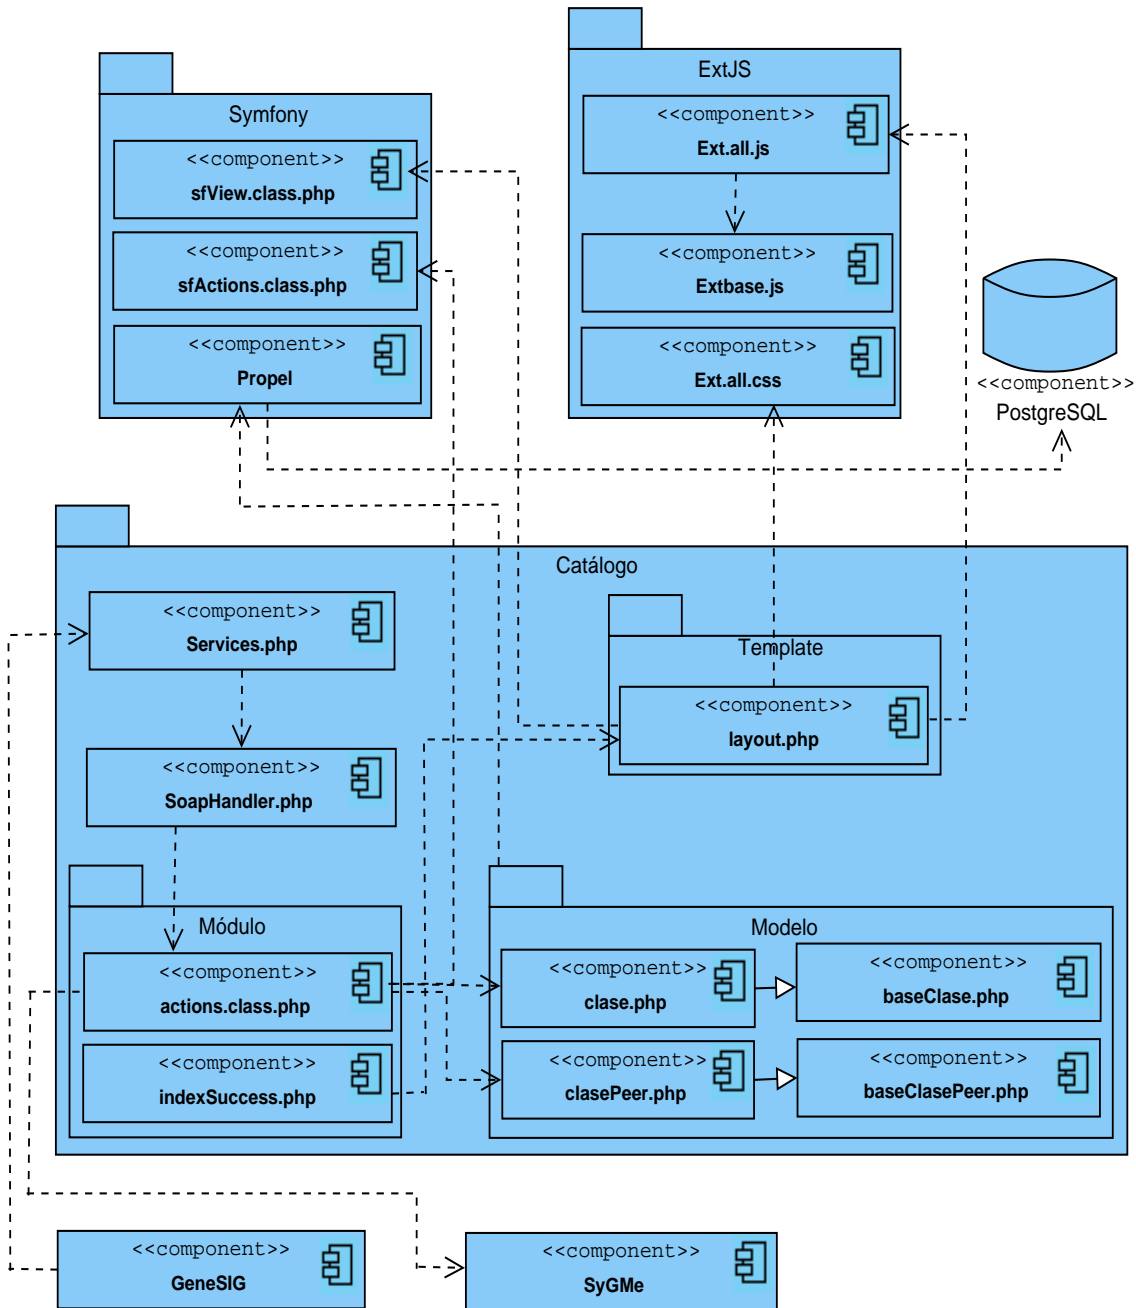 ExtJS
<<component>>
Ext.all.js
<<component>>
Extbase.js
<<component>>
Ext.all.css
Symfony
<<component>>
sfView.class.php
<<component>>
sfActions.class.php
<<component>>
Propel
<<component>>
PostgreSQL
Catálogo
<<component>>
Services.php
<<component>>
SoapHandler.php
Template
<<component>>
layout.php
Módulo
<<component>>
actions.class.php
<<component>>
indexSuccess.php
Modelo
<<component>>
clase.php
<<component>>
baseClase.php
<<component>>
clasePeer.php
<<component>>
baseClasePeer.php
<<component>>
GeneSIG
<<component>>
SyGMe